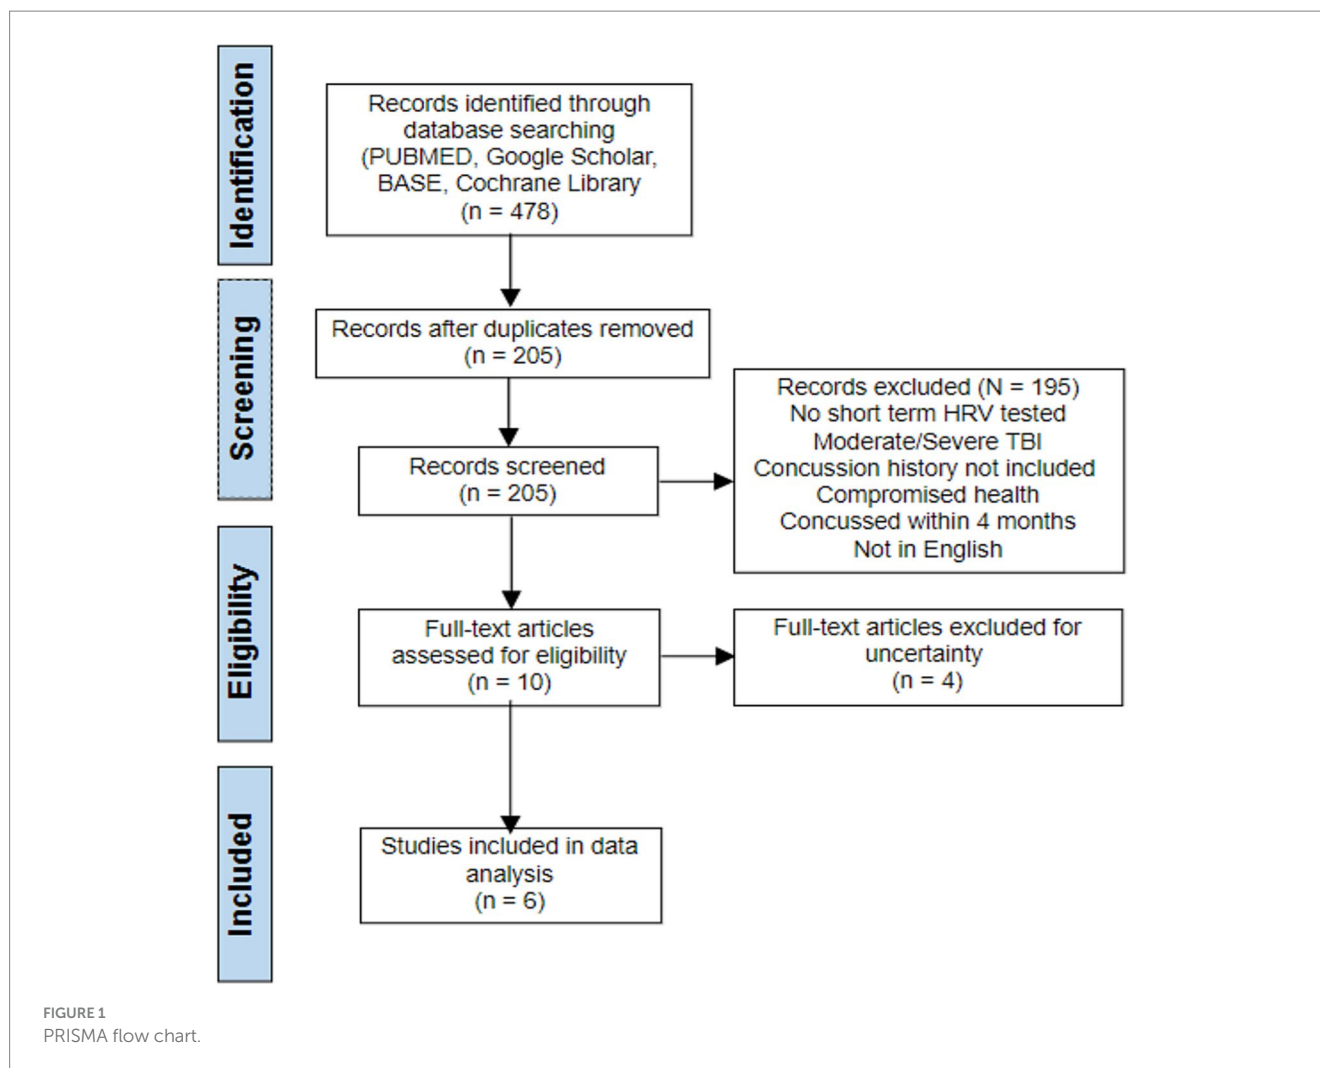 Identification
Records identified through
database searching
(PUBMED, Google Scholar,
BASE, Cochrane Library
(n = 478)
Screening
Records after duplicates removed
(n = 205)
Records screened
(n = 205)
Records excluded (N = 195)
No short term HRV tested
Moderate/Severe TBI
Concussion history not included
Compromised health
Concussed within 4 months
Not in English
Eligibility
Full-text articles
assessed for eligibility
(n = 10)
Full-text articles excluded for
uncertainty
(n = 4)
Included
Studies included in data
analysis
(n = 6)
FIGURE 1
PRISMA flow chart.